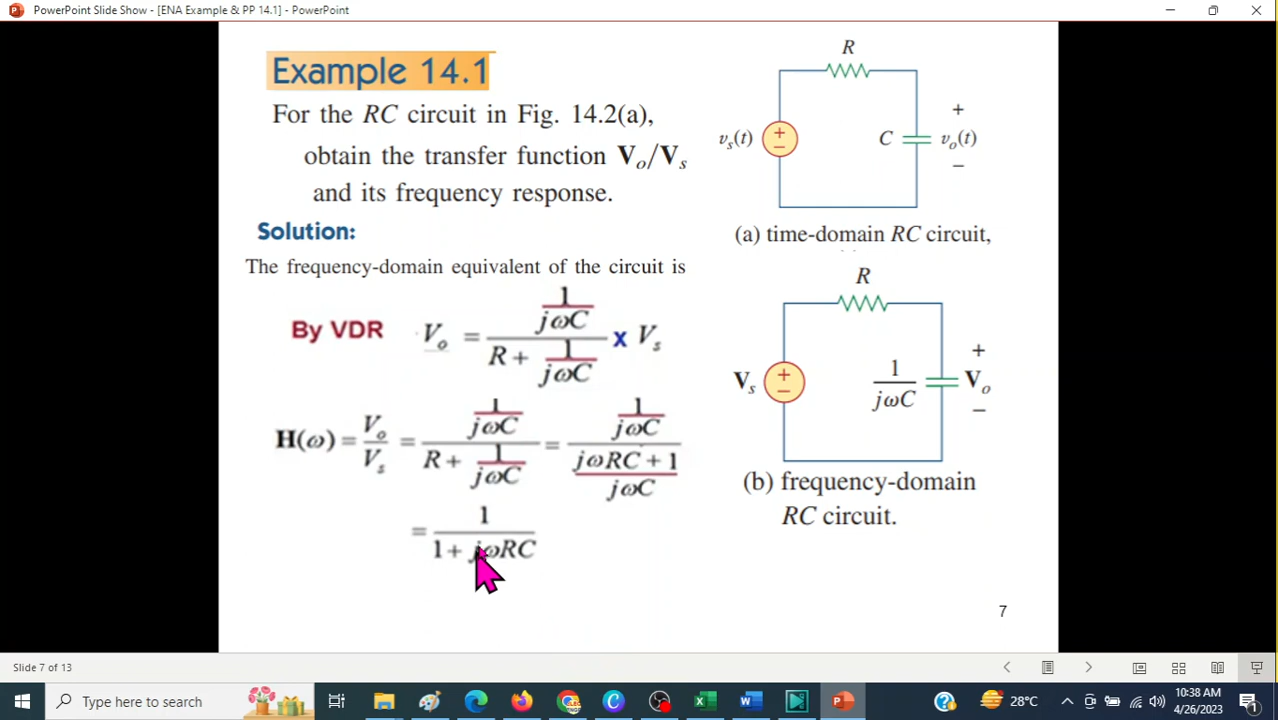 PowerPoint Slide Show - [ENA Example & PP 14.1] - PowerPoint
Example 14.1
For the RC circuit in Fig. 14.2(a),
obtain the transfer function Vₒ/Vₛ
and its frequency response.
Solution:
The frequency-domain equivalent of the circuit is
By VDR Vₒ = (1/jωC) / (R + 1/jωC) x Vₛ
H(ω) = Vₒ/Vₛ = (1/jωC) / (R + 1/jωC) = (1/jωC) / ((jωRC + 1)/jωC)
= 1 / (1 + jωRC)
R
vₛ(t) + − C + vₒ(t) −
(a) time-domain RC circuit,
R
Vₛ + − 1/jωC + Vₒ −
(b) frequency-domain
RC circuit.
7
Slide 7 of 13
Type here to search
28°C
10:38 AM
4/26/2023
1